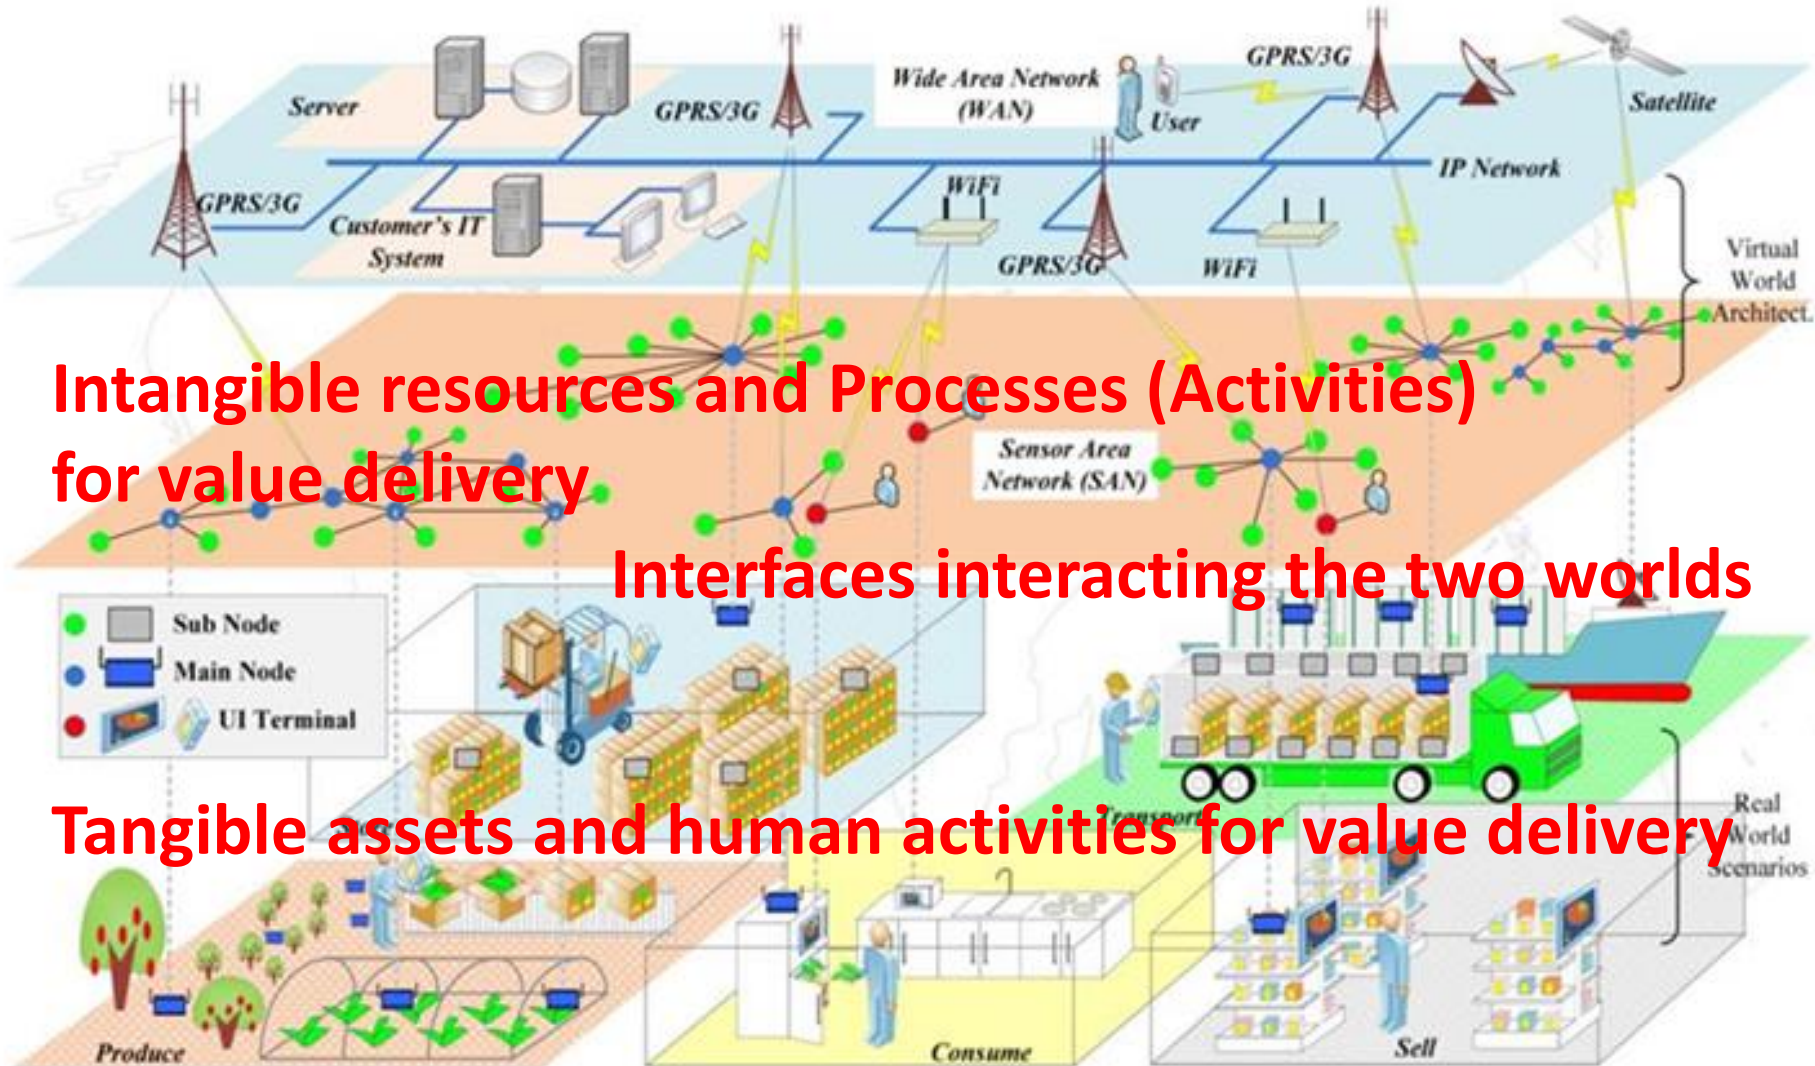 GPRS/3G
Wide Area Network
(WAN)
Server
GPRS/3G
User
Satellite
IP Network
WiFi
GPRS/3G
Customer's IT
System
GPRS/3G
WiFi
Virtual
World
Architect.
Intangible resources and Processes (Activities)
for value delivery
Sensor Area
Network (SAN)
Interfaces interacting the two worlds
Sub Node
Main Node
UI Terminal
Transport
Tangible assets and human activities for value delivery
Real
World
Scenarios
Produce
Consume
Sell